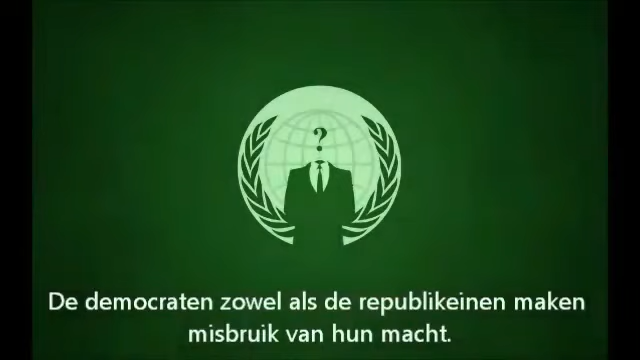 ?
De democraten zowel als de republikeinen maken
misbruik van hun macht.